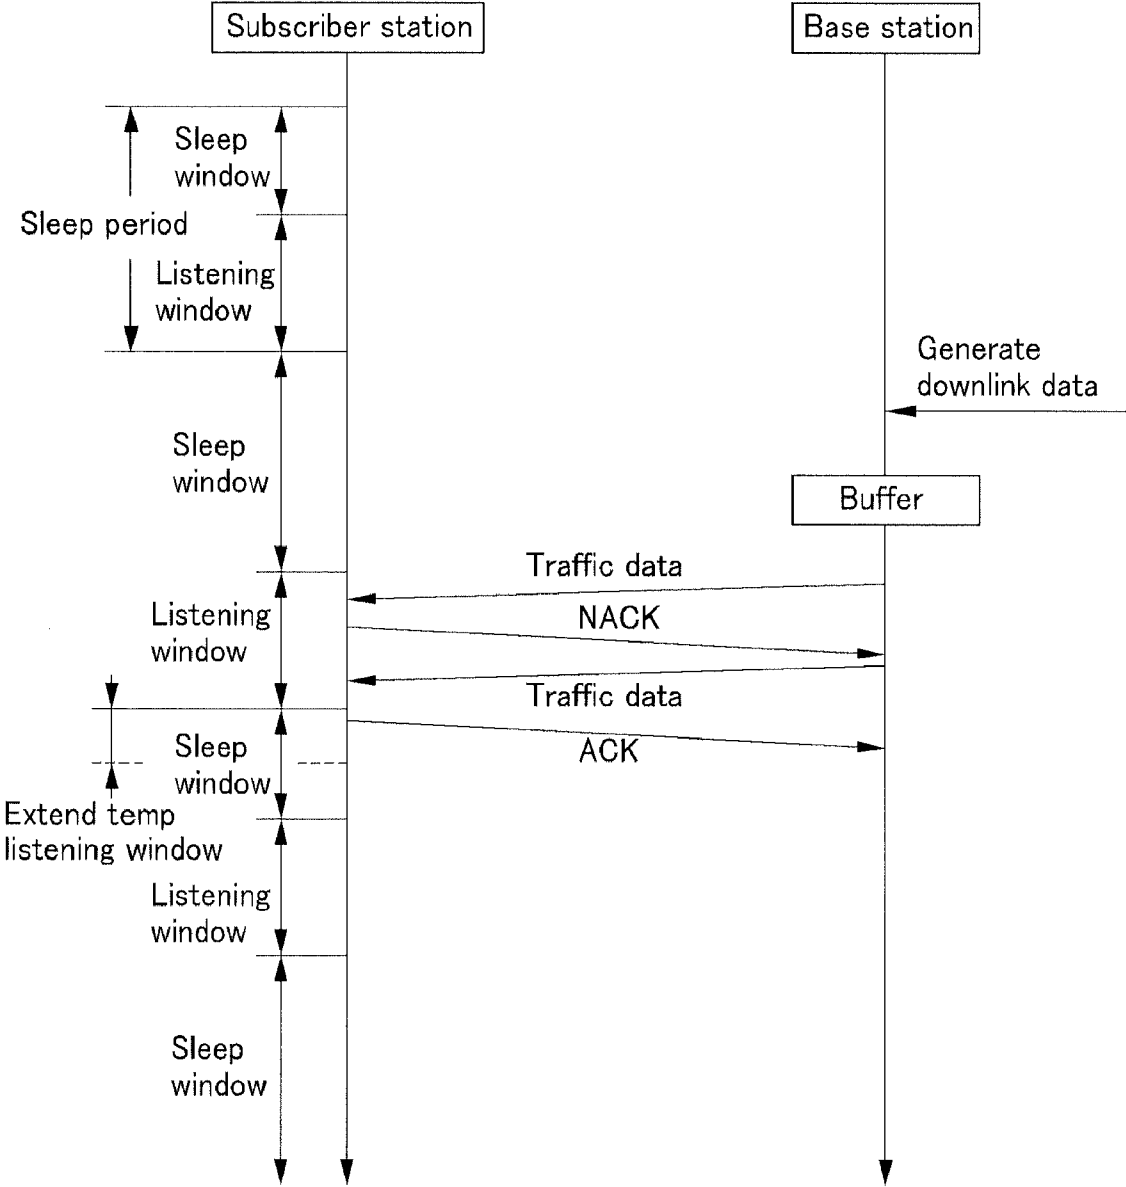 Subscriber station
Base station
Sleep
window
Sleep period
Listening
window
Generate
downlink data
Sleep
window
Buffer
Traffic data
Listening
window
NACK
Traffic data
Sleep
window
ACK
Extend temp
listening window
Listening
window
Sleep
window